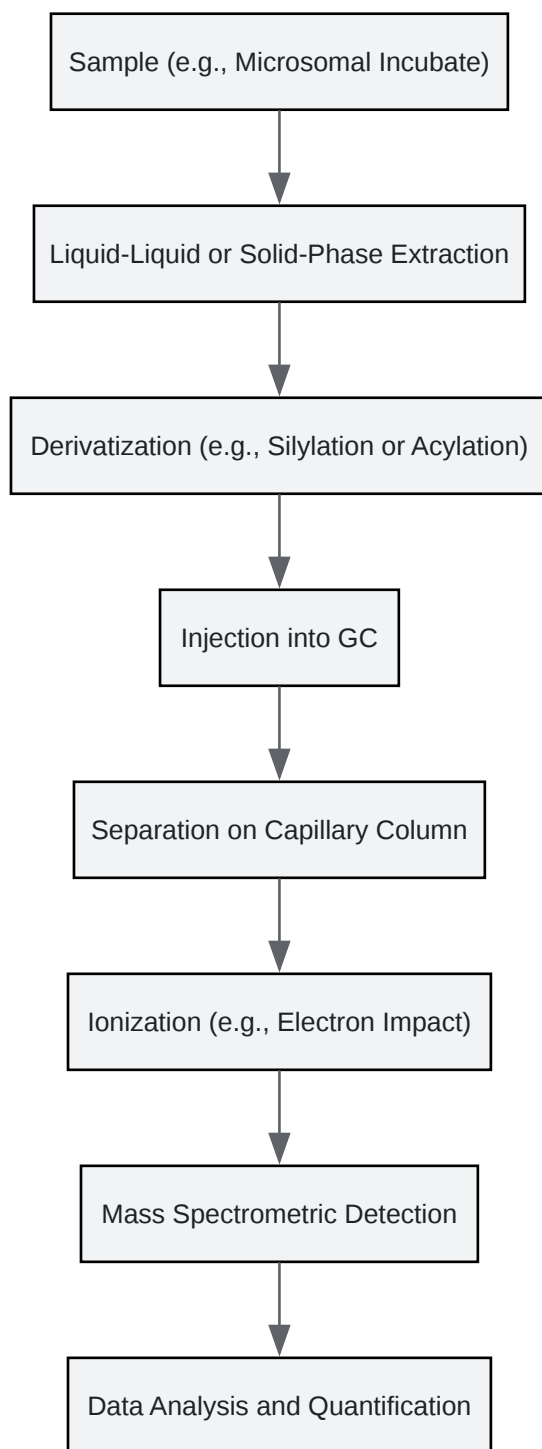 Sample (e.g., Microsomal Incubate)
Liquid-Liquid or Solid-Phase Extraction
Derivatization (e.g., Silylation or Acylation)
Injection into GC
Separation on Capillary Column
Ionization (e.g., Electron Impact)
Mass Spectrometric Detection
Data Analysis and Quantification